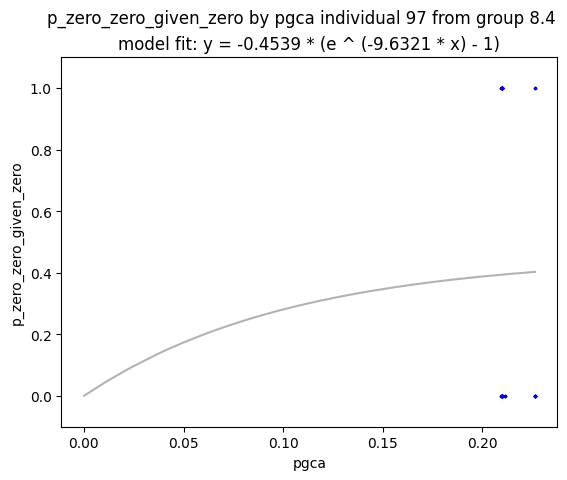 p_zero_zero_given_zero by pgca individual 97 from group 8.4
model fit: y = -0.4539 * (e ^ (-9.6321 * x) - 1)
1.0
0.8
0.6
0.4
0.2
0.0
p_zero_zero_given_zero
0.00 0.05 0.10 0.15 0.20
pgca